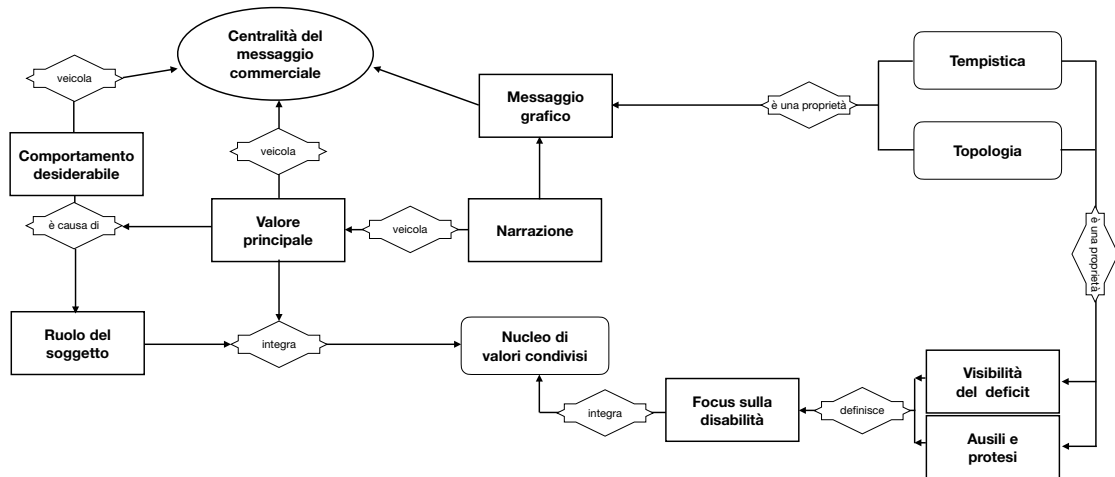 Centralità del
messaggio
commerciale
Tempistica
veicola
Messaggio
grafico
è una proprietà
Comportamento
desiderabile
veicola
Topologia
è causa di
Valore
principale
veicola
Narrazione
è una proprietà
Ruolo del
soggetto
integra
Nucleo di
valori condivisi
Visibilità
del deficit
integra
Focus sulla
disabilità
definisce
Ausili e
protesi